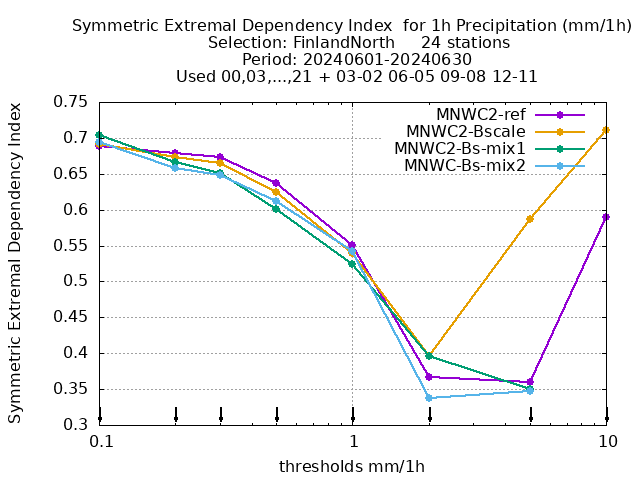 Symmetric Extremal Dependency Index  for 1h Precipitation (mm/1h)
Selection: FinlandNorth     24 stations
Period: 20240601-20240630
Used 00,03,...,21 + 03-02 06-05 09-08 12-11
MNWC2-ref
MNWC2-Bscale
MNWC2-Bs-mix1
MNWC-Bs-mix2
Symmetric Extremal Dependency Index
0.75
0.7
0.65
0.6
0.55
0.5
0.45
0.4
0.35
0.3
0.1 1 10
thresholds mm/1h